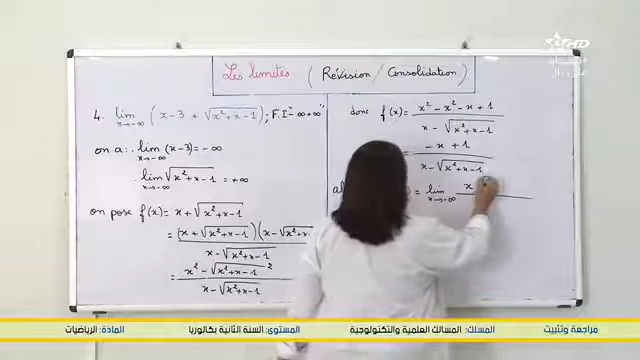 Les limites ( Révision / Consolidation )
4. lim x→-∞ (x-3 + √(x²+x-1)) ; F.I "-∞+∞"
on a : lim x→-∞ (x-3) = -∞
. lim x→-∞ √(x²+x-1) = +∞
on pose f(x) = x + √(x²+x-1)
= (x + √(x²+x-1))(x - √(x²+x-1)
x - √(x²+x-1)
= x² - √(x²+x-1)²
x - √(x²+x-1)
donc f(x) = x² - x² - x + 1
x - √(x²+x-1)
-x + 1
x - √(x²+x-1)
= lim x→-∞ x
المادة: الرياضيات
المستوى: السنة الثانية بكالوريا
المسلك: المسالك العلمية والتكنولوجية
مراجعة وتثبيت